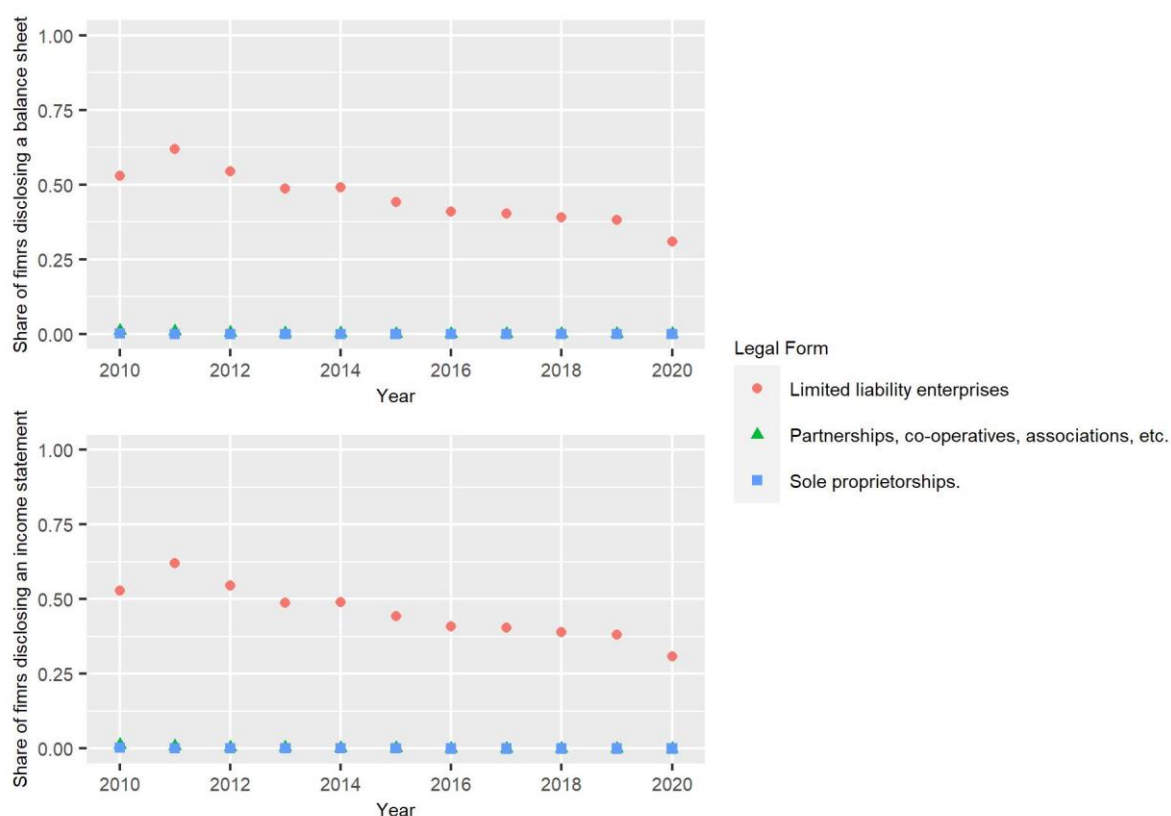 Share of fimrs disclosing a balance sheet
1.00
0.75
0.50
0.25
0.00
2010 2012 2014 2016 2018 2020
Year
Share of fimrs disclosing an income statement
1.00
0.75
0.50
0.25
0.00
2010 2012 2014 2016 2018 2020
Year
Legal Form
Limited liability enterprises
Partnerships, co-operatives, associations, etc.
Sole proprietorships.